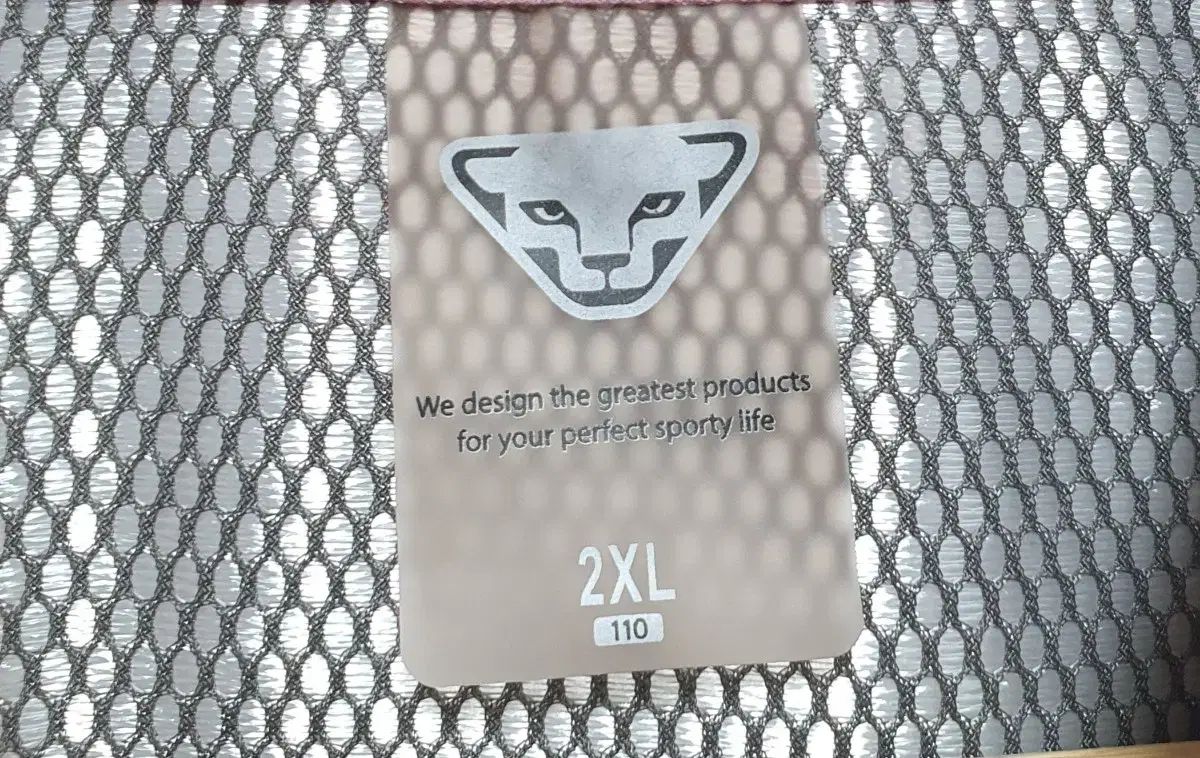 We design the greatest products
for your perfect sporty life
2XL
110